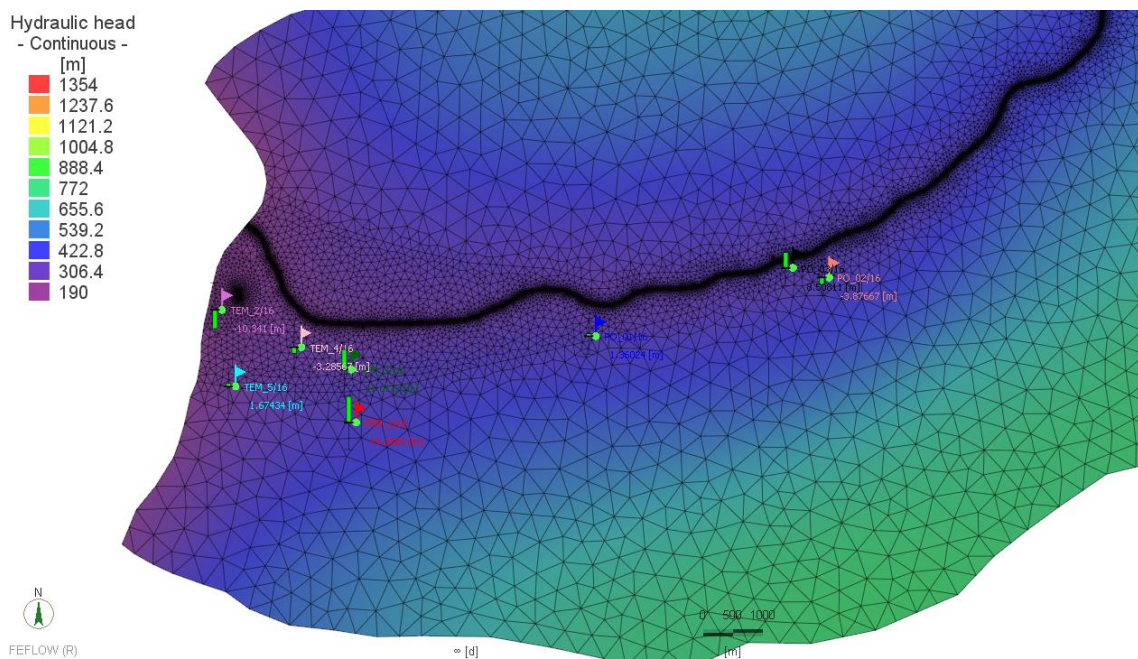 Hydraulic head
- Continuous -
[m]
1354
1237.6
1121.2
1004.8
888.4
772
655.6
539.2
422.8
306.4
190
PO_02/16
-3.87667 [m]
TEM_2/16
-10.341 [m]
PO_01/16
1.36024 [m]
TEM_4/16
[m]
TEM_5/16
1.67434 [m]
[m]
N
0 500 1000
FEFLOW (R)
∞ [d]
[m]